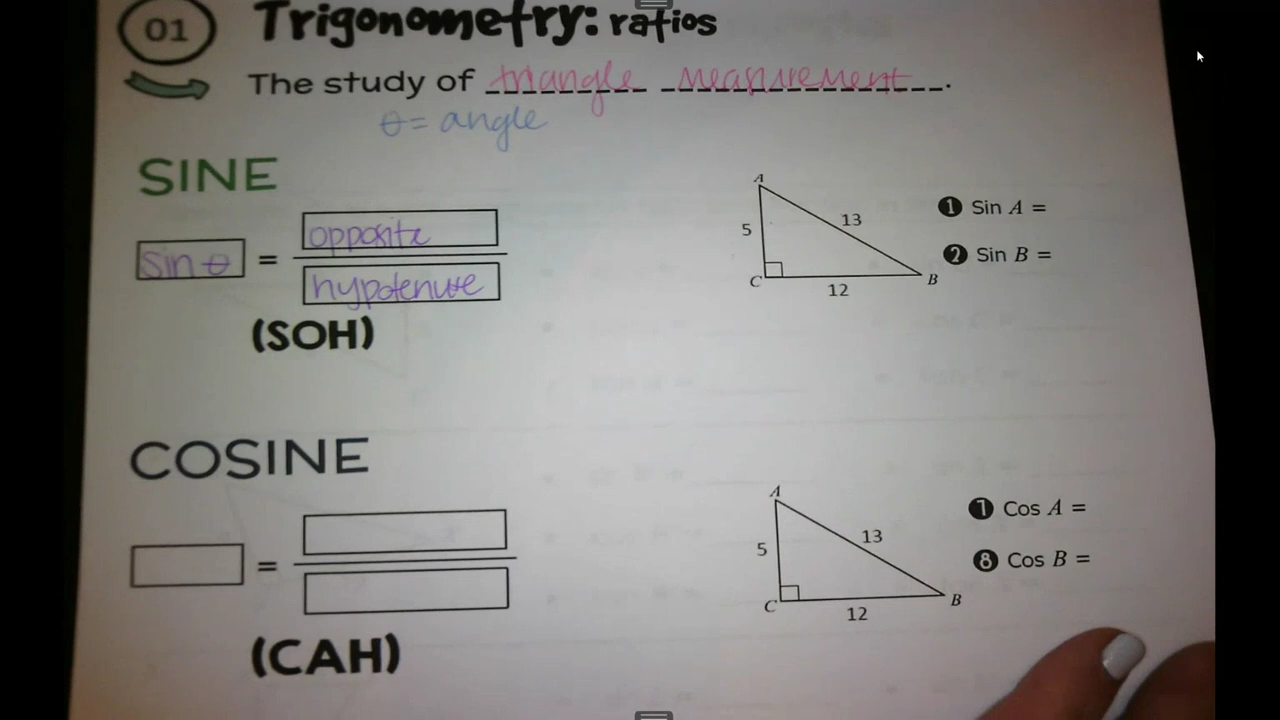 01
Trigonometry: ratios
The study of triangle measurement.
θ = angle
SINE
sin θ = opposite
hypotenuse
(SOH)
A
5
13
C
12
B
1 Sin A =
2 Sin B =
COSINE
=
(CAH)
A
5
13
C
12
B
7 Cos A =
8 Cos B =